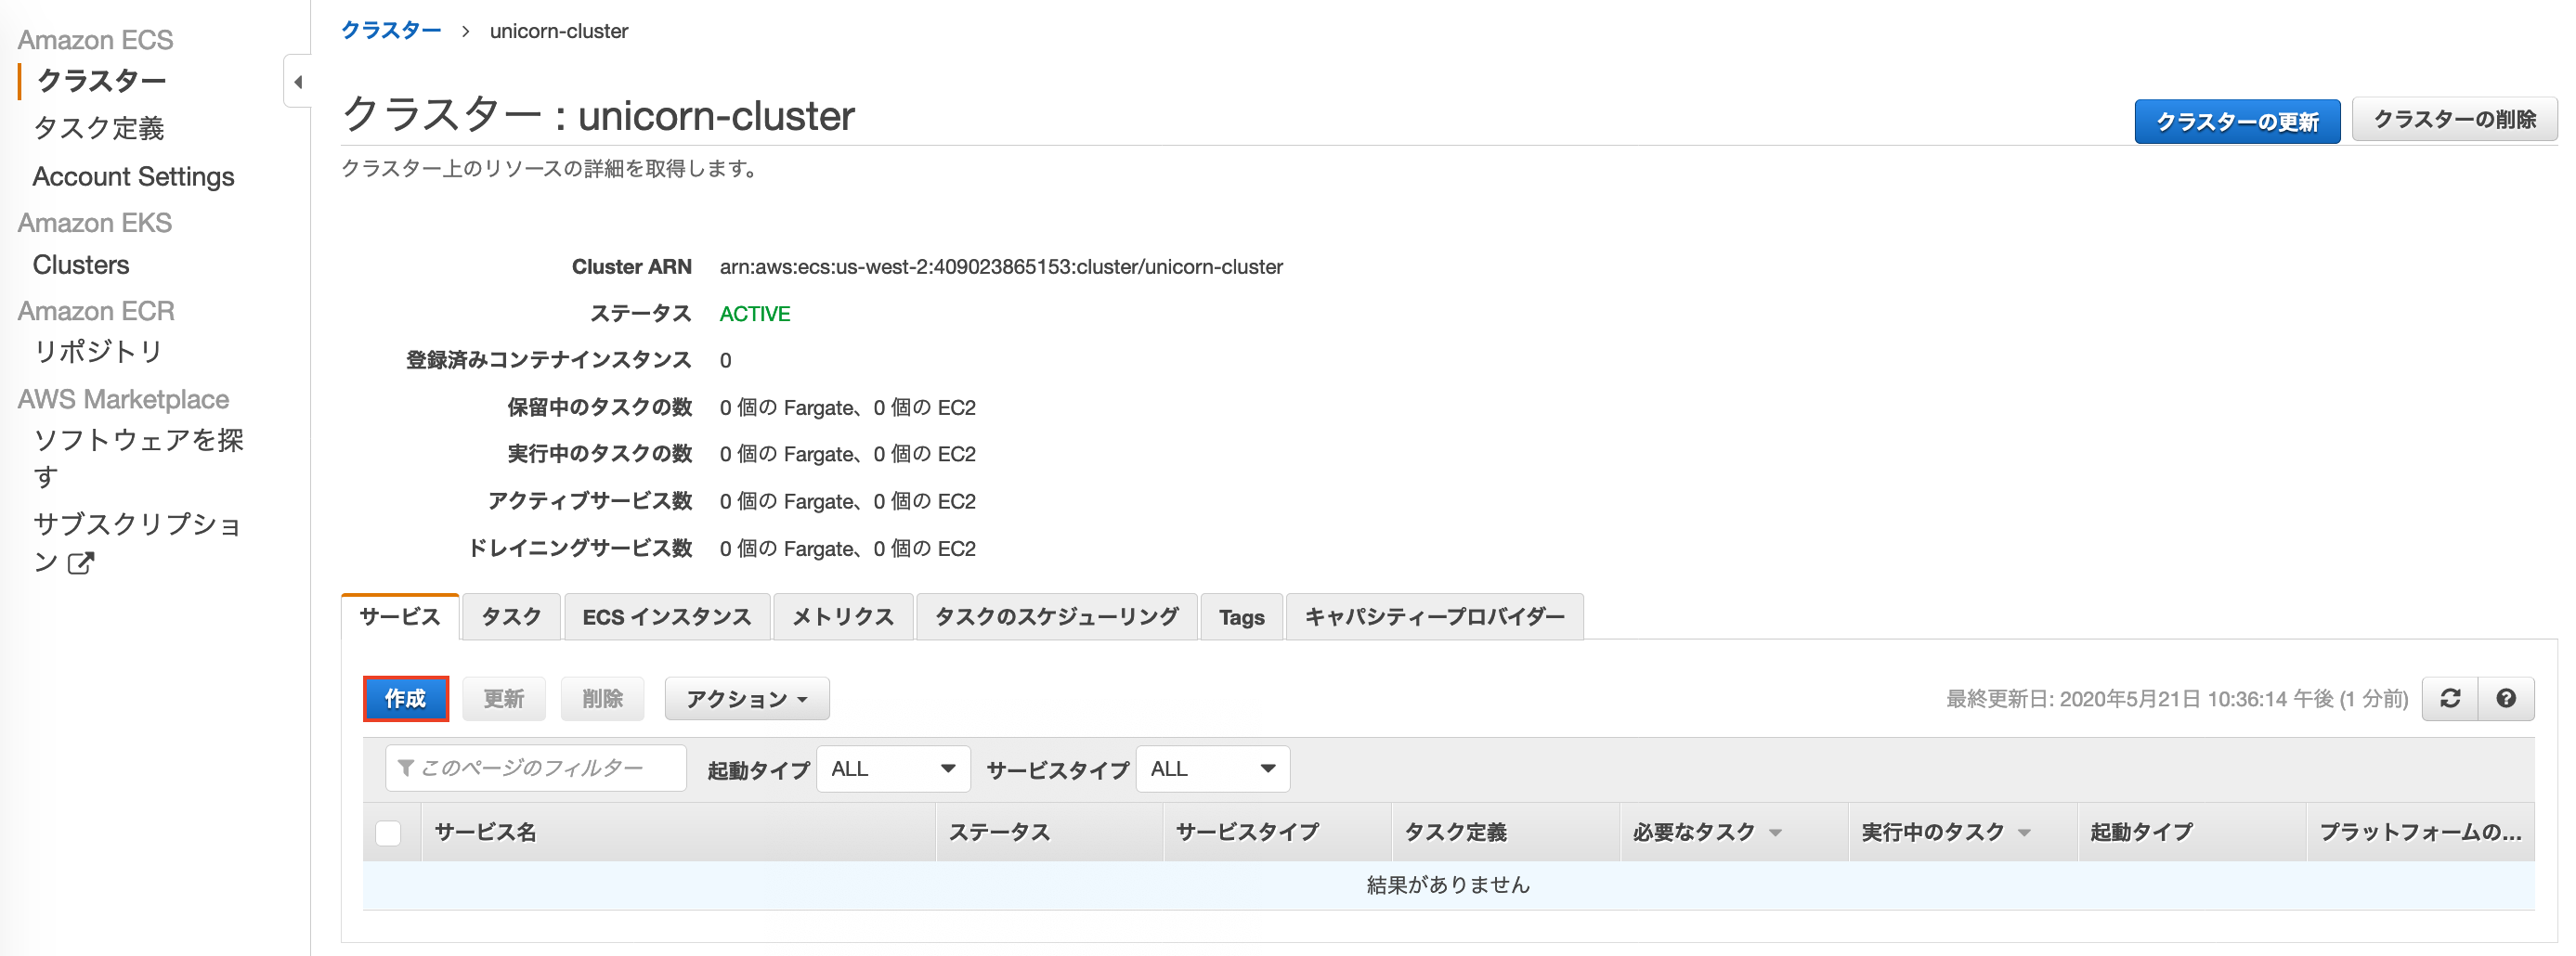 Amazon ECS
クラスター
タスク定義
Account Settings
Amazon EKS
Clusters
Amazon ECR
リポジトリ
AWS Marketplace
ソフトウェアを探
す
サブスクリプショ
ン
クラスター > unicorn-cluster
クラスター : unicorn-cluster
クラスターの更新 クラスターの削除
クラスター上のリソースの詳細を取得します。
Cluster ARN arn:aws:ecs:us-west-2:409023865153:cluster/unicorn-cluster
ステータス ACTIVE
登録済みコンテナインスタンス 0
保留中のタスクの数 0 個の Fargate、0 個の EC2
実行中のタスクの数 0 個の Fargate、0 個の EC2
アクティブサービス数 0 個の Fargate、0 個の EC2
ドレイニングサービス数 0 個の Fargate、0 個の EC2
サービス タスク ECS インスタンス メトリクス タスクのスケジューリング Tags キャパシティープロバイダー
作成 更新 削除 アクション 最終更新日: 2020年5月21日 10:36:14 午後 (1 分前)
このページのフィルター 起動タイプ ALL サービスタイプ ALL
サービス名 ステータス サービスタイプ タスク定義 必要なタスク 実行中のタスク 起動タイプ プラットフォームの...
結果がありません